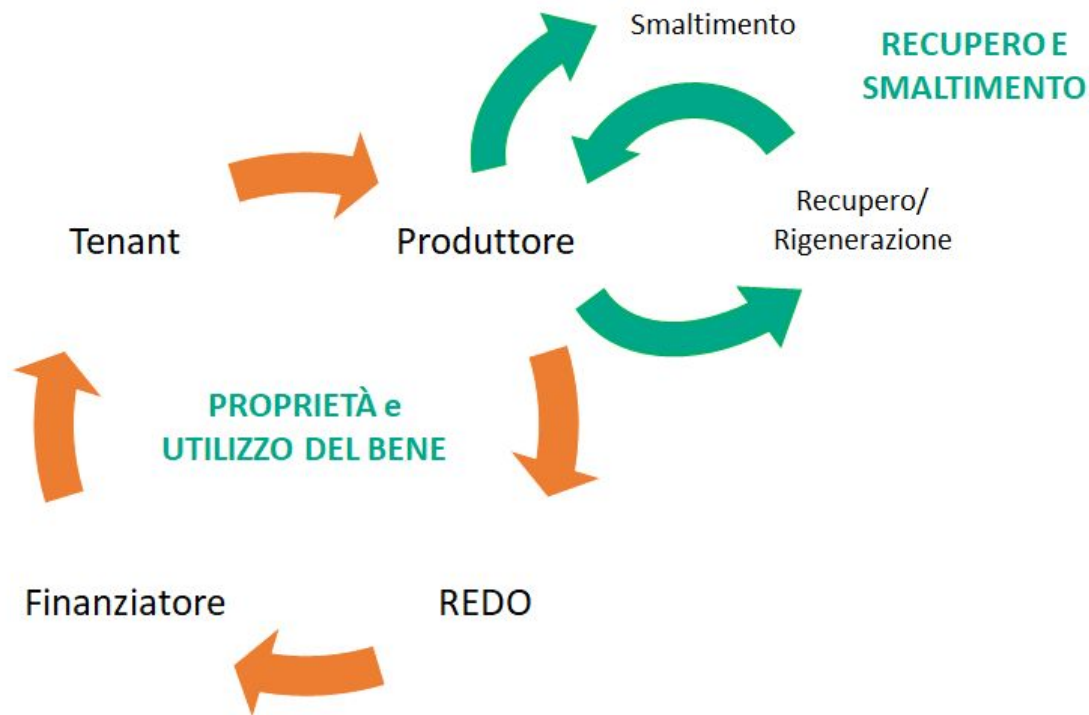 Smaltimento
RECUPERO E
SMALTIMENTO
Recupero/
Rigenerazione
Tenant
Produttore
PROPRIETÀ e
UTILIZZO DEL BENE
Finanziatore
REDO